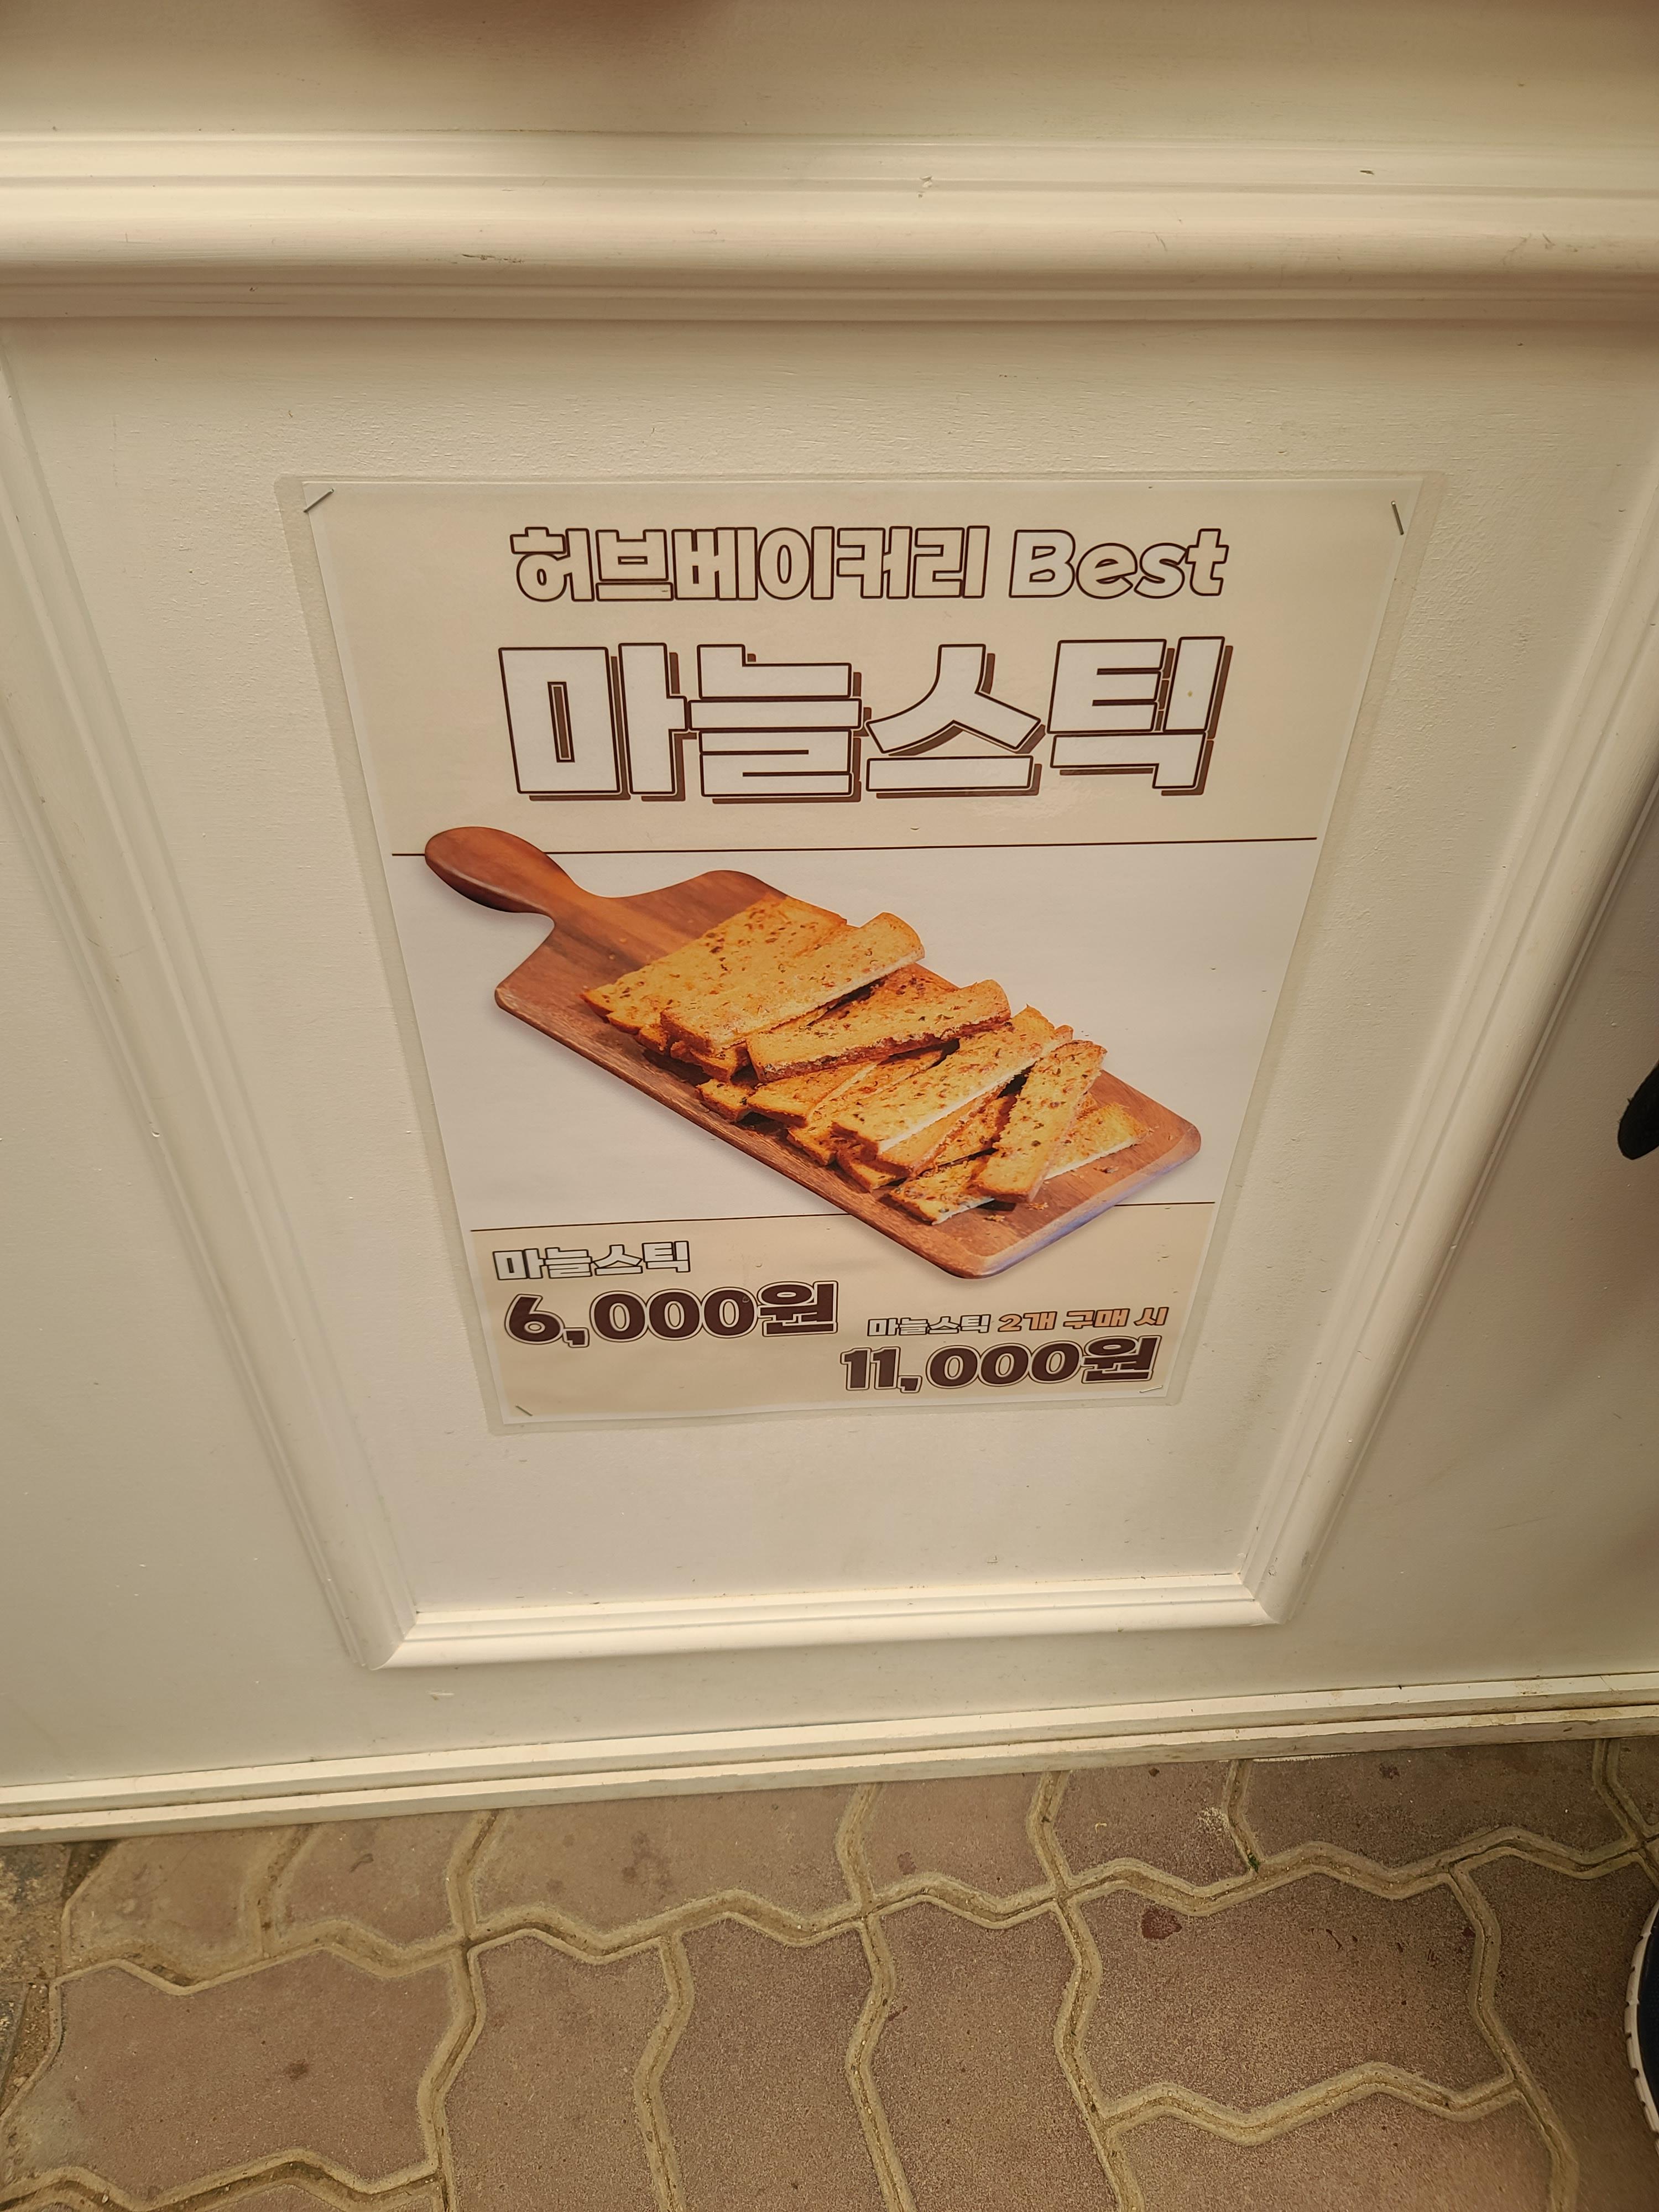 허브베이커리 Best
마늘스틱
마늘스틱
6,000원
마늘스틱 2개 구매 시
11,000원